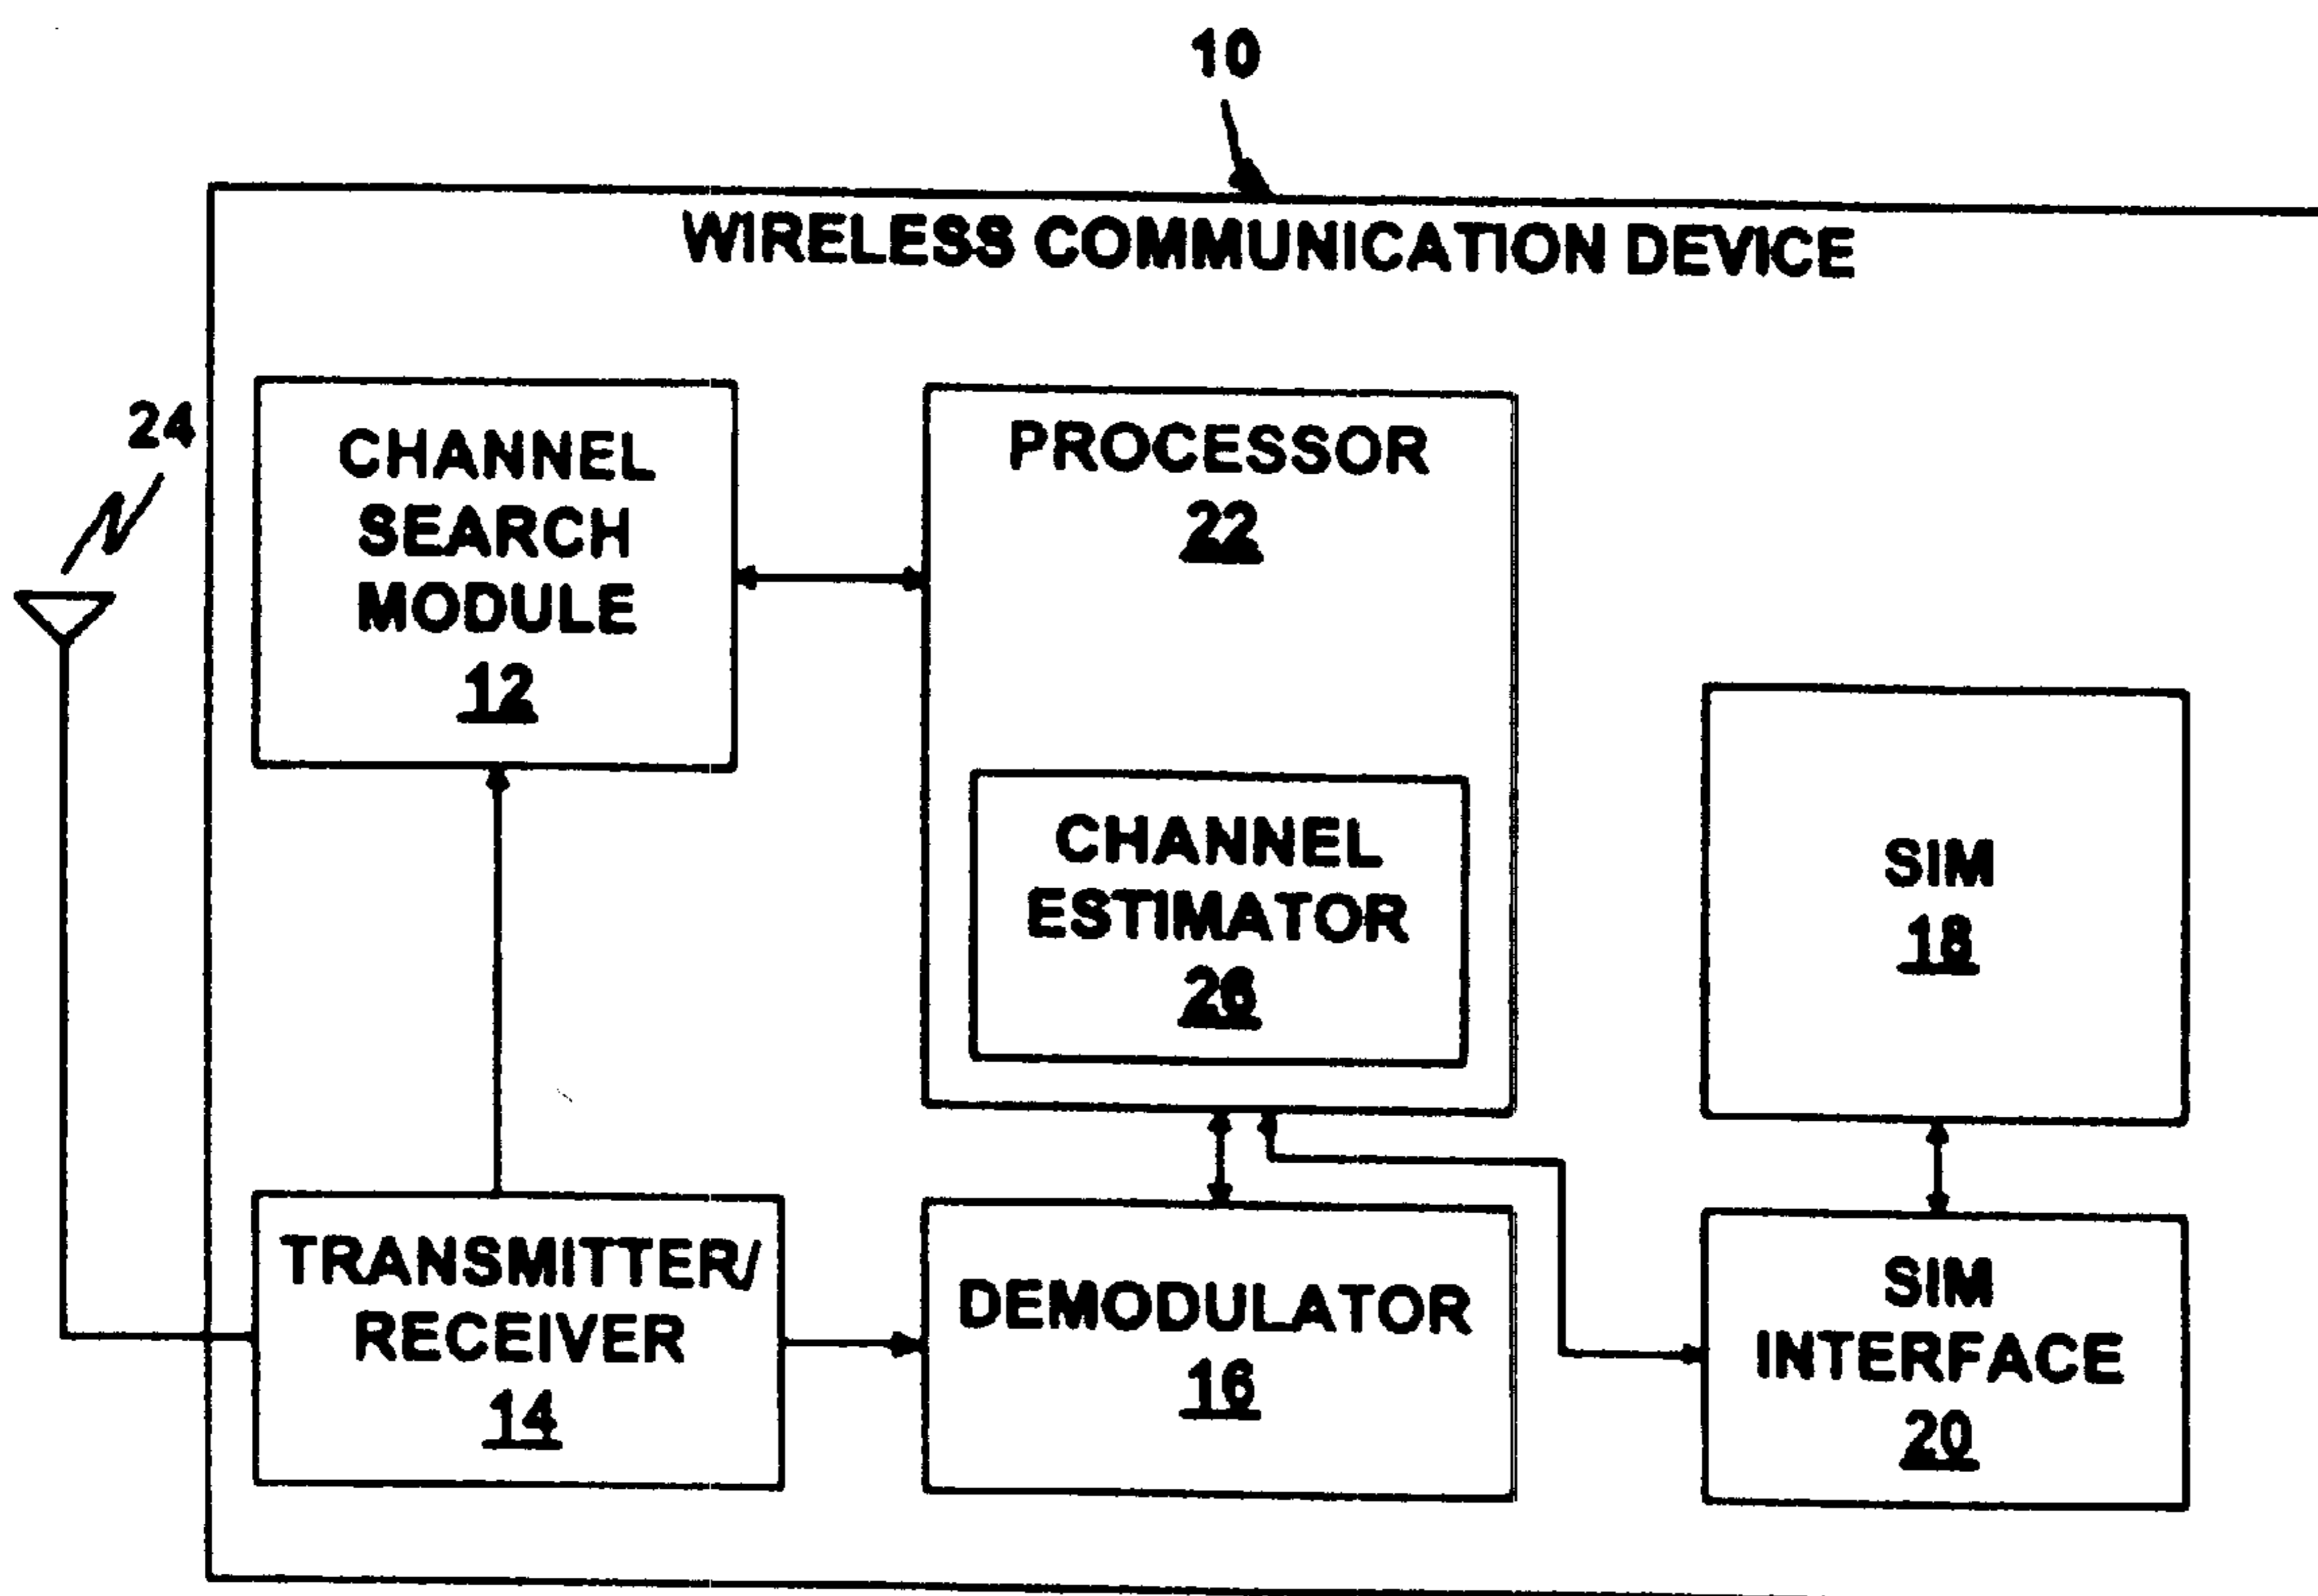 10
WIRELESS COMMUNICATION DEVICE
24
CHANNEL
SEARCH
MODULE
12
PROCESSOR
22
CHANNEL
ESTIMATOR
26
SIM
18
TRANSMITTER/
RECEIVER
14
DEMODULATOR
16
SIM
INTERFACE
20